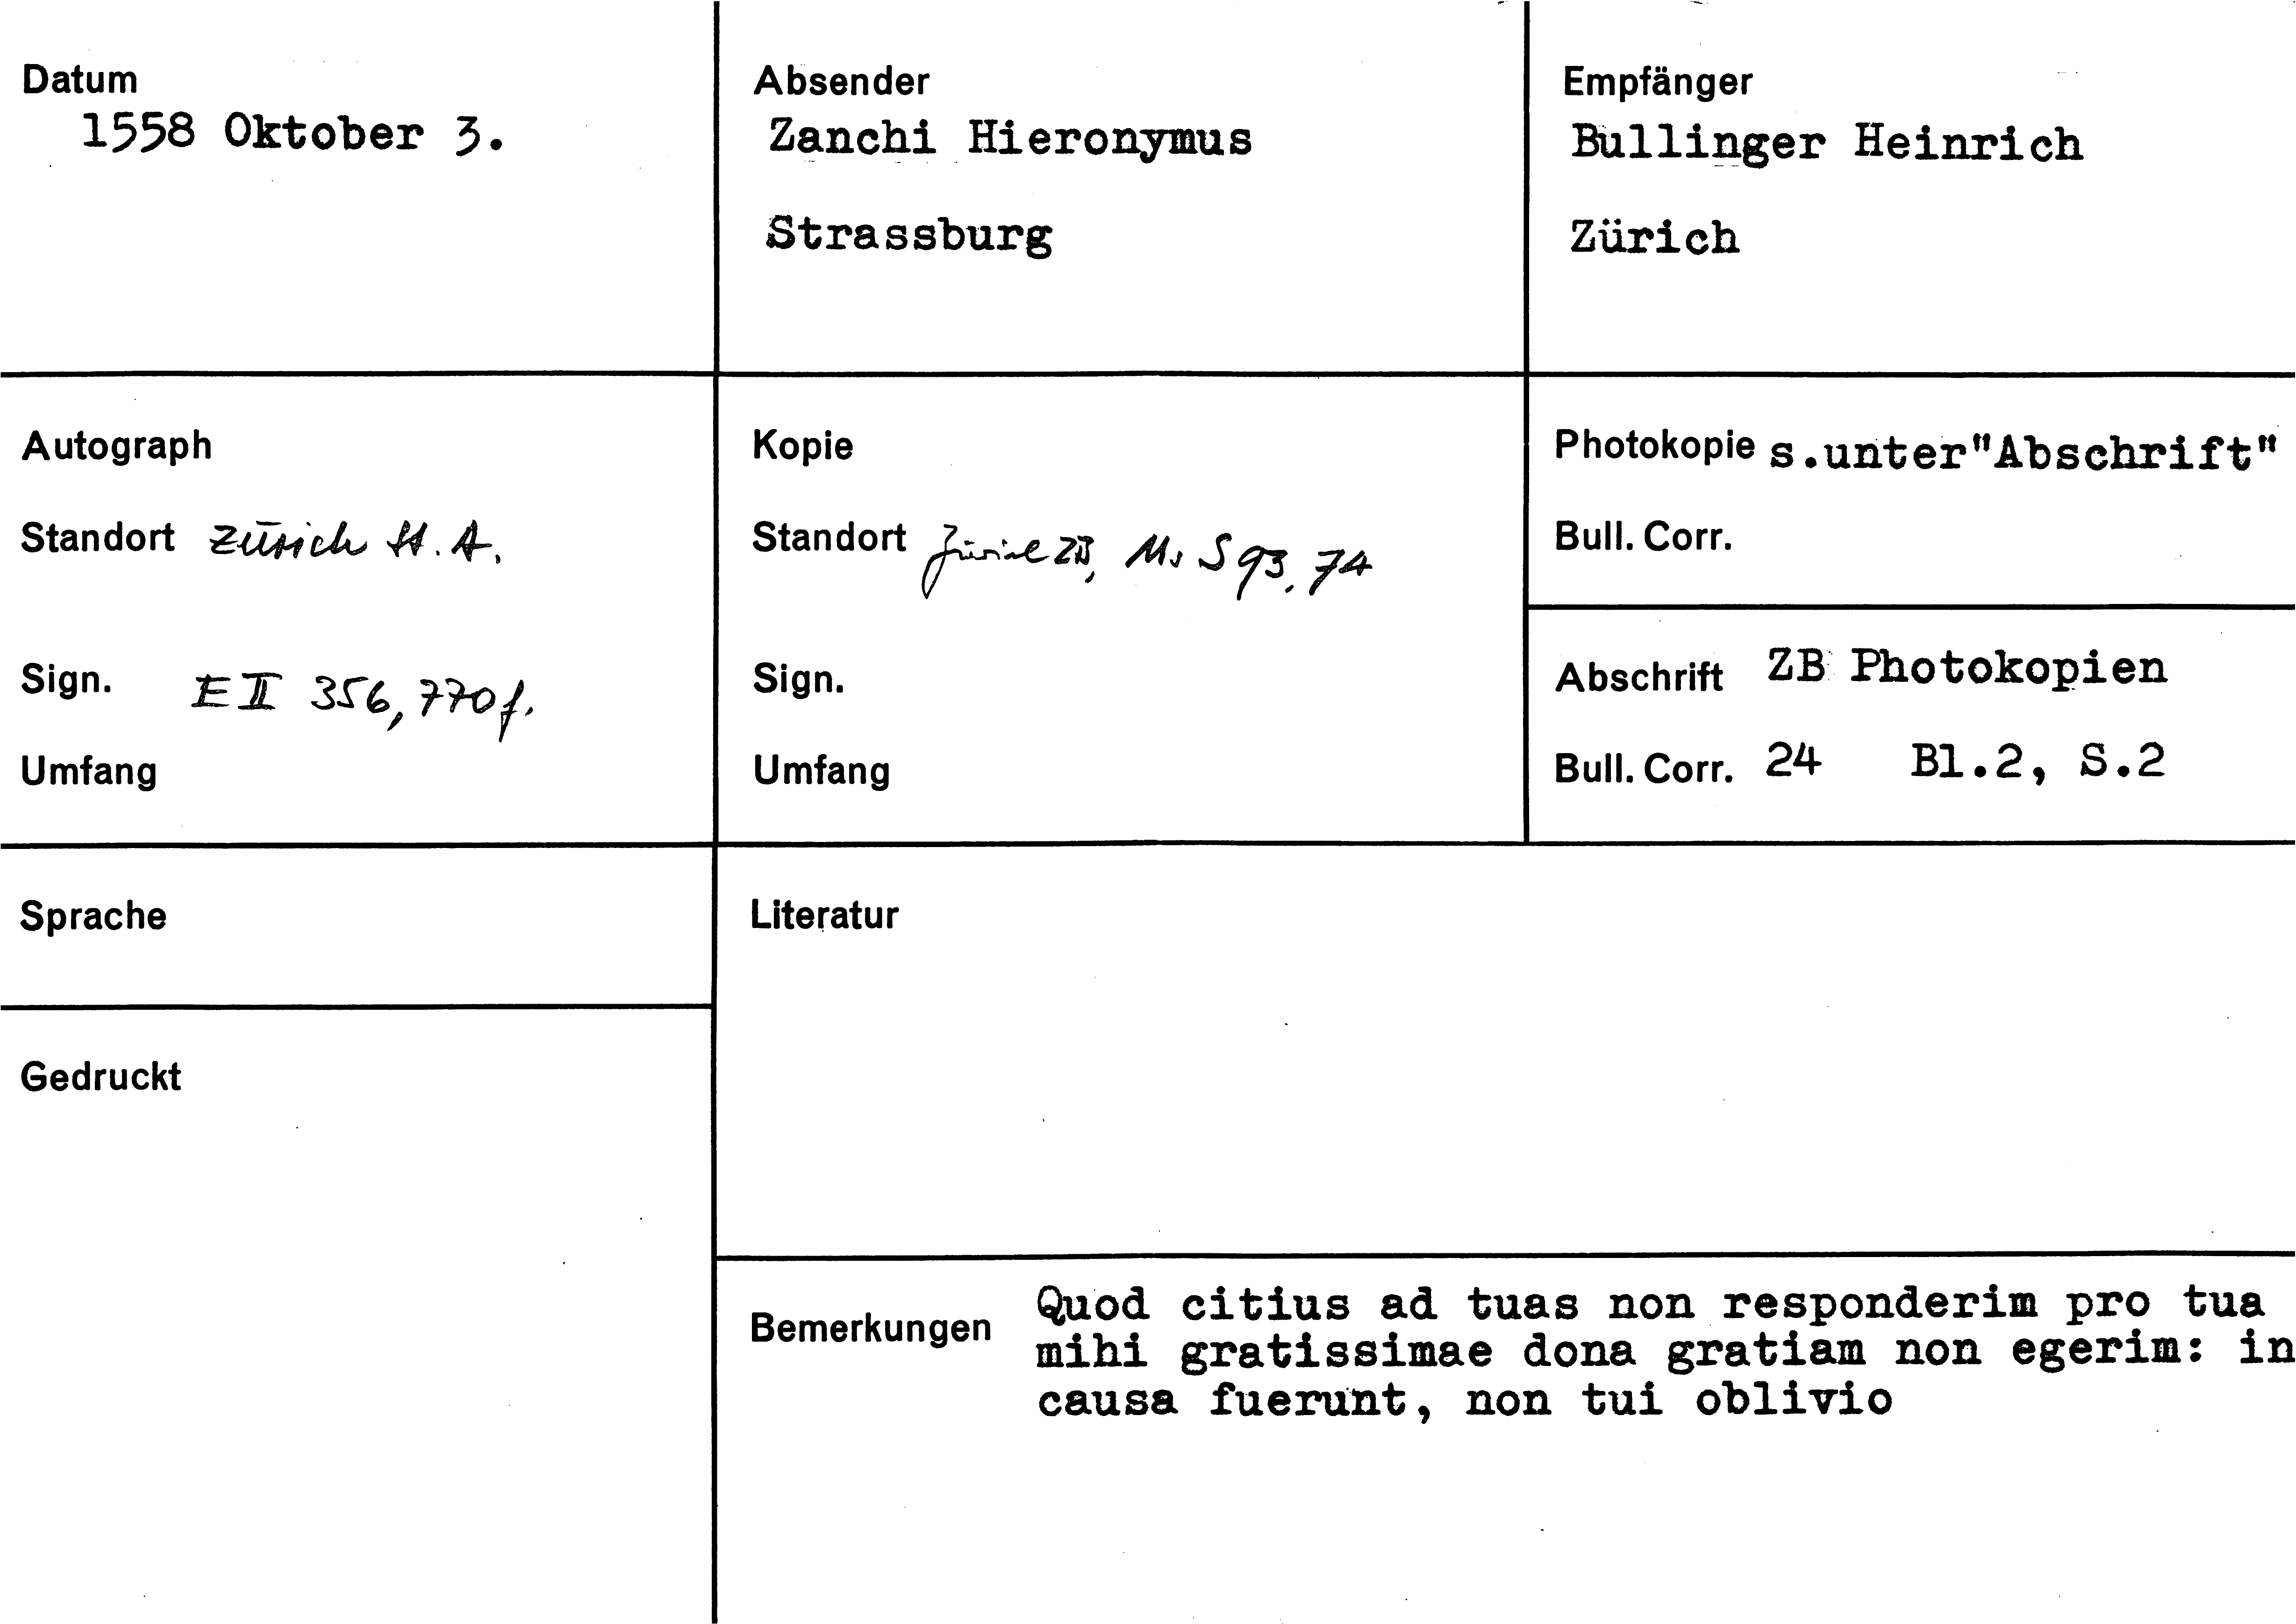 Datum
1558 Oktober 3.
Absender
Zanchi Hieronymus
Strassburg
Empfänger
Bullinger Heinrich
Zürich
Autograph
Standort Zürich St. A.
Sign. E II 356, 770f.
Umfang
Kopie
Standort Zürich ZB, Ms S 93, 74
Sign.
Umfang
Photokopie s.unter"Abschrift"
Bull. Corr.
Abschrift ZB Photokopien
Bull. Corr. 24 Bl.2, S.2
Sprache
Gedruckt
Literatur
Bemerkungen
Quod citius ad tuas non responderim pro tua
mihi gratissimae dona gratiam non egerim: in
causa fuerunt, non tui oblivio